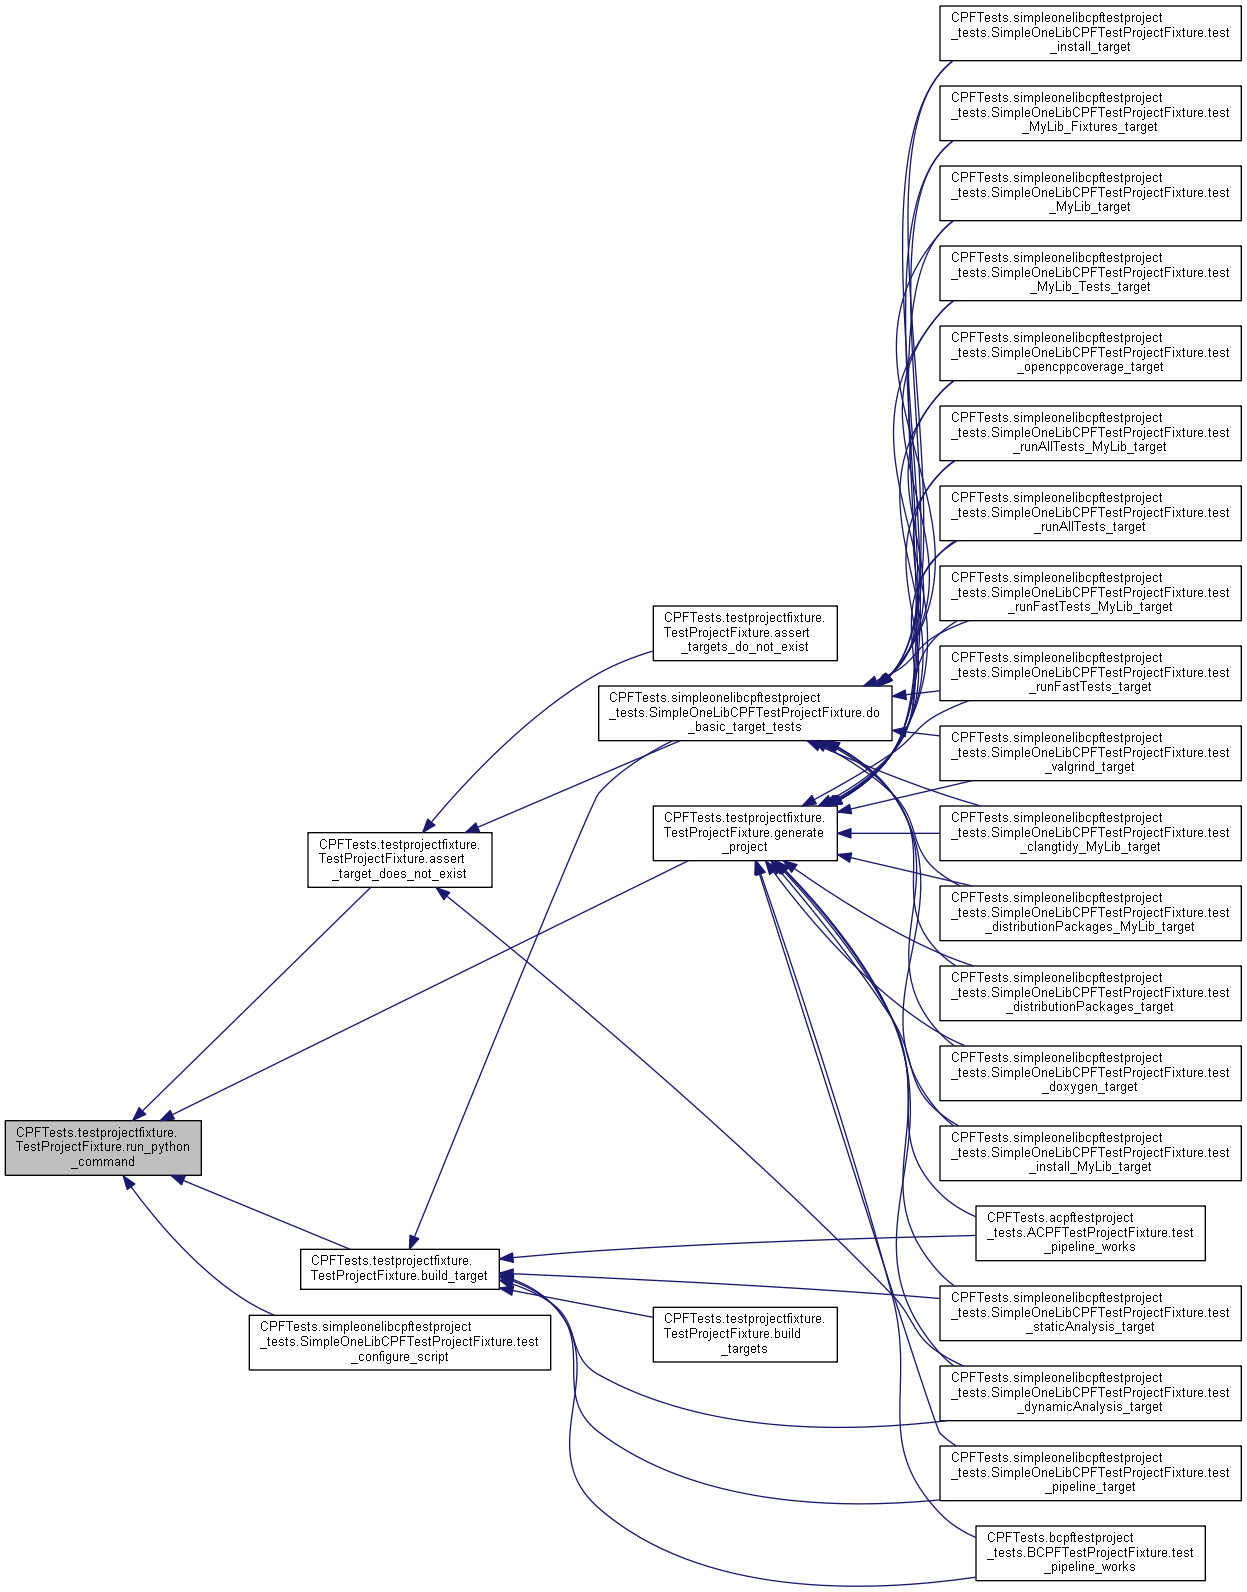 CPFTests.simpleonelibcpftestproject
_tests.SimpleOneLibCPFTestProjectFixture.test
_install_target
CPFTests.simpleonelibcpftestproject
_tests.SimpleOneLibCPFTestProjectFixture.test
_MyLib_Fixtures_target
CPFTests.simpleonelibcpftestproject
_tests.SimpleOneLibCPFTestProjectFixture.test
_MyLib_target
CPFTests.simpleonelibcpftestproject
_tests.SimpleOneLibCPFTestProjectFixture.test
_MyLib_Tests_target
CPFTests.simpleonelibcpftestproject
_tests.SimpleOneLibCPFTestProjectFixture.test
_opencppcoverage_target
CPFTests.simpleonelibcpftestproject
_tests.SimpleOneLibCPFTestProjectFixture.test
_runAllTests_MyLib_target
CPFTests.simpleonelibcpftestproject
_tests.SimpleOneLibCPFTestProjectFixture.test
_runAllTests_target
CPFTests.simpleonelibcpftestproject
_tests.SimpleOneLibCPFTestProjectFixture.test
_runFastTests_MyLib_target
CPFTests.testprojectfixture.
TestProjectFixture.assert
_targets_do_not_exist
CPFTests.simpleonelibcpftestproject
_tests.SimpleOneLibCPFTestProjectFixture.test
_runFastTests_target
CPFTests.simpleonelibcpftestproject
_tests.SimpleOneLibCPFTestProjectFixture.do
_basic_target_tests
CPFTests.simpleonelibcpftestproject
_tests.SimpleOneLibCPFTestProjectFixture.test
_valgrind_target
CPFTests.testprojectfixture.
TestProjectFixture.generate
_project
CPFTests.simpleonelibcpftestproject
_tests.SimpleOneLibCPFTestProjectFixture.test
_clangtidy_MyLib_target
CPFTests.testprojectfixture.
TestProjectFixture.assert
_target_does_not_exist
CPFTests.simpleonelibcpftestproject
_tests.SimpleOneLibCPFTestProjectFixture.test
_distributionPackages_MyLib_target
CPFTests.simpleonelibcpftestproject
_tests.SimpleOneLibCPFTestProjectFixture.test
_distributionPackages_target
CPFTests.simpleonelibcpftestproject
_tests.SimpleOneLibCPFTestProjectFixture.test
_doxygen_target
CPFTests.testprojectfixture.
TestProjectFixture.run_python
_command
CPFTests.simpleonelibcpftestproject
_tests.SimpleOneLibCPFTestProjectFixture.test
_install_MyLib_target
CPFTests.acpftestproject
_tests.ACPFTestProjectFixture.test
_pipeline_works
CPFTests.testprojectfixture.
TestProjectFixture.build_target
CPFTests.simpleonelibcpftestproject
_tests.SimpleOneLibCPFTestProjectFixture.test
_staticAnalysis_target
CPFTests.testprojectfixture.
TestProjectFixture.build
_targets
CPFTests.simpleonelibcpftestproject
_tests.SimpleOneLibCPFTestProjectFixture.test
_configure_script
CPFTests.simpleonelibcpftestproject
_tests.SimpleOneLibCPFTestProjectFixture.test
_dynamicAnalysis_target
CPFTests.simpleonelibcpftestproject
_tests.SimpleOneLibCPFTestProjectFixture.test
_pipeline_target
CPFTests.bcpftestproject
_tests.BCPFTestProjectFixture.test
_pipeline_works